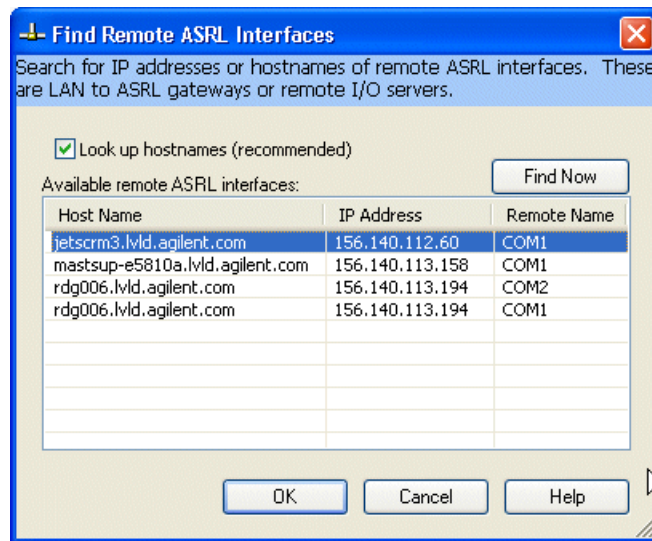 Find Remote ASRL Interfaces
Search for IP addresses or hostnames of remote ASRL interfaces. These
are LAN to ASRL gateways or remote I/O servers.
Look up hostnames (recommended)
Find Now
Available remote ASRL interfaces:
Host Name IP Address Remote Name
jetscrm3.lvld.agilent.com 156.140.112.60 COM1
mastsup-e5810a.lvld.agilent.com 156.140.113.158 COM1
rdg006.lvld.agilent.com 156.140.113.194 COM2
rdg006.lvld.agilent.com 156.140.113.194 COM1
OK Cancel Help